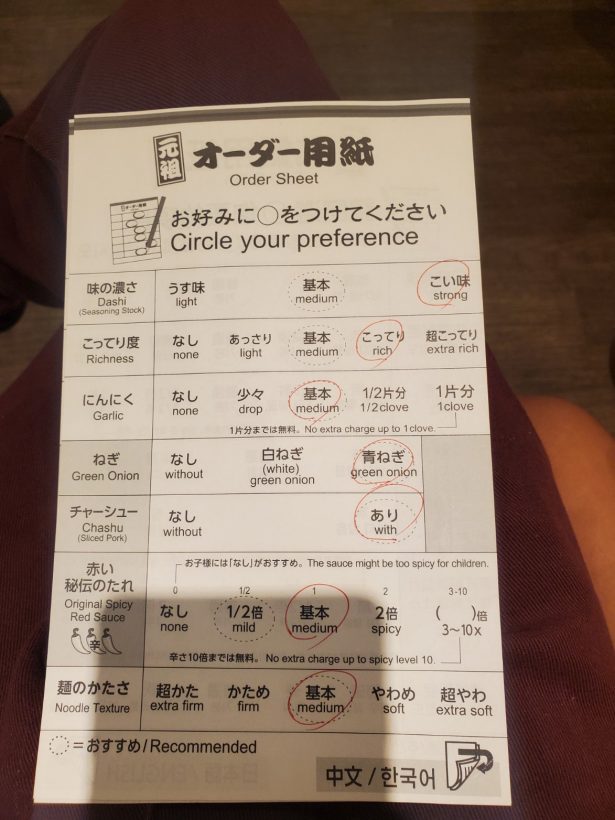 元祖 オーダー用紙
Order Sheet
お好みに○をつけてください
Circle your preference
味の濃さ うす味 基本 こい味
Dashi light medium strong
(Seasoning Stock)
こってり度 なし あっさり 基本 こってり 超こってり
Richness none light medium rich extra rich
にんにく なし 少々 基本 1/2片分 1片分
Garlic none drop medium 1/2clove 1clove
1片分までは無料。No extra charge up to 1clove.
ねぎ なし 白ねぎ 青ねぎ
Green Onion without (white) green onion green onion
チャーシュー なし あり
Chashu without with
(Sliced Pork)
お子様には「なし」がおすすめ。The sauce might be too spicy for children.
赤い
秘伝のたれ
Original Spicy
Red Sauce
辛
0 1/2 1 2 3-10
なし 1/2倍 基本 2倍 ( )倍
none mild medium spicy 3~10x
辛さ10倍までは無料。No extra charge up to spicy level 10.
麺のかたさ 超かた かため 基本 やわめ 超やわ
Noodle Texture extra firm firm medium soft extra soft
=おすすめ/Recommended
中文/한국어